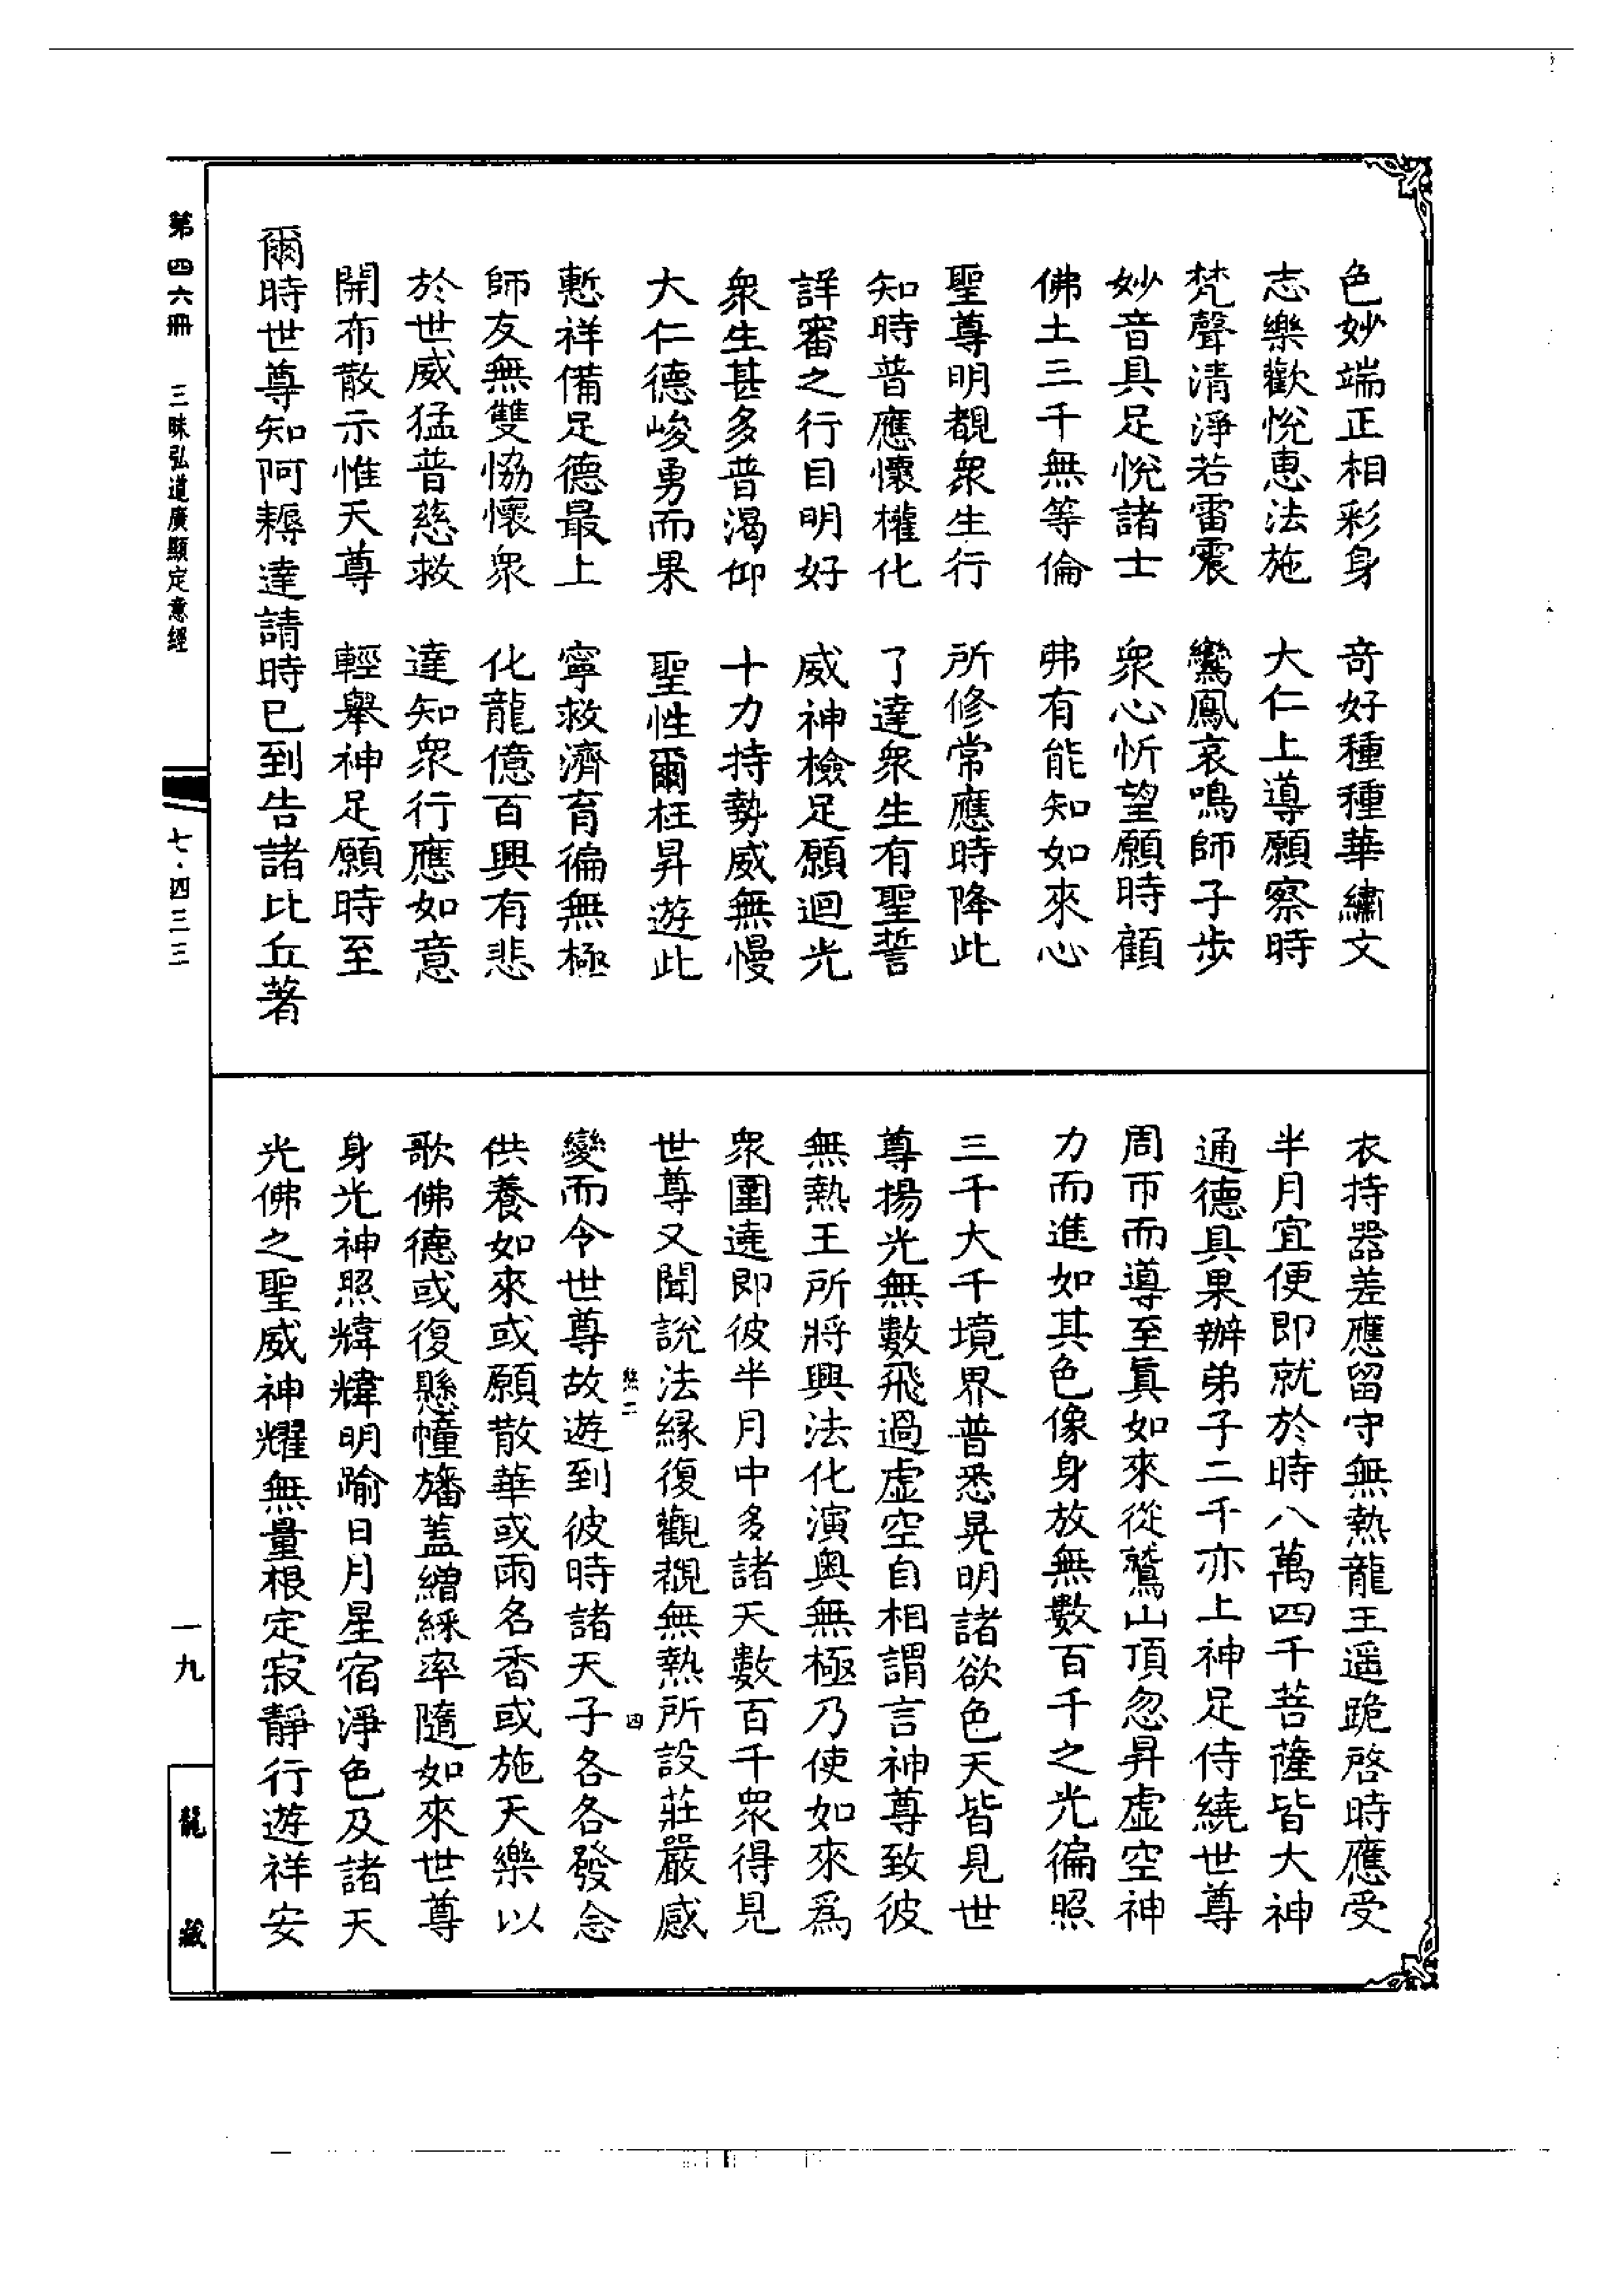 色妙端正相彩身　奇好種種華繡文
志樂歡悅恵法施　大仁上導願察時
梵聲清淨若雷震　鸞鳳哀鳴師子步
妙音具足悅諸士　衆心忻望願時顧
佛土三千無等倫　弗有能知如來心
聖尊明覩衆生行　所修常應時降此
知時普應懷權化　了達衆生有聖誓
詳審之行目明好　威神檢足願迴光
衆生甚多普渴仰　十力持勢威無慢
大仁德峻勇而果　聖性爾枉昇遊此
慙祥備足德最上　寧救濟育徧無極
師友無雙恊懷衆　化龍億百興有悲
於世威猛普慈救　達知衆行應如意
開布散示惟天尊　輕舉神足願時至
爾時世尊知阿耨達請時已到告諸比丘著
衣持器差應留守無熱龍王遥跪啓時應受
半月宜便即就於時八萬四千菩薩皆大神
通德具果辦弟子二千亦上神足侍繞世尊
周帀而導至真如來從鷲山頂忽昇虛空神
力而進如其色像身放無數百千之光徧照
三千大千境界普悉晃明諸欲色天皆見世
尊揚光無數飛過虛空自相謂言神尊致彼
無熱王所將興法化演奥無極乃使如來爲
衆圍遶即彼半月中多諸天數百千衆得見
世尊又聞說法縁復觀覩無熱所設莊嚴感
變而令世尊故遊到彼時諸天子各各發念
供養如來或願散華或雨名香或施天樂以
歌佛德或復懸幢旛蓋繒綵率隨如來世尊
身光神照煒煒明喻日月星宿淨色及諸天
光佛之聖威神耀無量根定寂靜行遊祥安
二
四
第四六冊　三昧弘道廣顯定意經
七·四三三
一九
龍藏